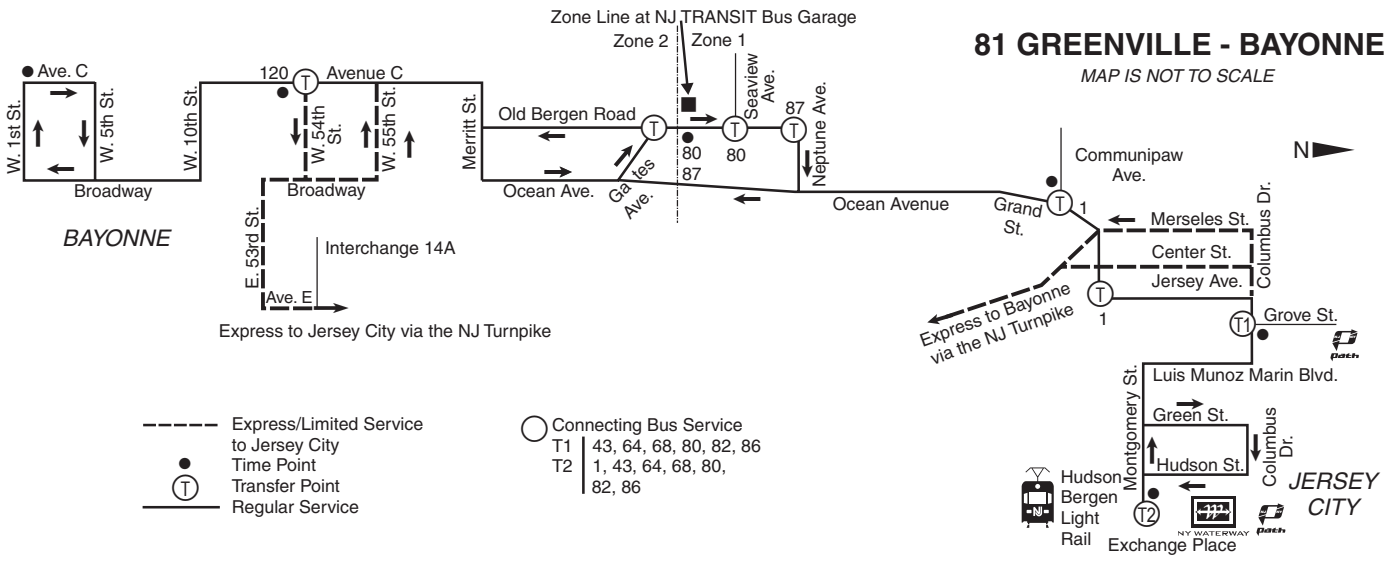 Zone Line at NJ TRANSIT Bus Garage
Zone 2
Zone 1
81 GREENVILLE - BAYONNE
MAP IS NOT TO SCALE
Ave. C
120
T
Avenue C
Seaview
Ave.
87
W. 1st St.
W. 5th St.
W. 10th St.
W. 54th
St.
W. 55th St.
Merritt St.
Old Bergen Road
T
T
T
80
80
87
Neptune Ave.
Communipaw
Ave.
N
Broadway
Broadway
Ocean Ave.
Gates
Ave.
Ocean Avenue
Grand
St.
T
1
Merseles St.
Columbus Dr.
BAYONNE
E. 53rd St.
Interchange 14A
Center St.
Ave. E
Jersey Ave.
T
1
Express to Jersey City via the NJ Turnpike
Express to Bayonne
via the NJ Turnpike
T1
Grove St.
path
Luis Munoz Marin Blvd.
Montgomery St.
Green St.
Columbus
Dr.
Hudson St.
Express/Limited Service
to Jersey City
Time Point
T
Transfer Point
Regular Service
Connecting Bus Service
T1 43, 64, 68, 80, 82, 86
T2 1, 43, 64, 68, 80,
82, 86
NJ
Hudson
Bergen
Light
Rail
T2
NY WATERWAY
path
Exchange Place
JERSEY
CITY